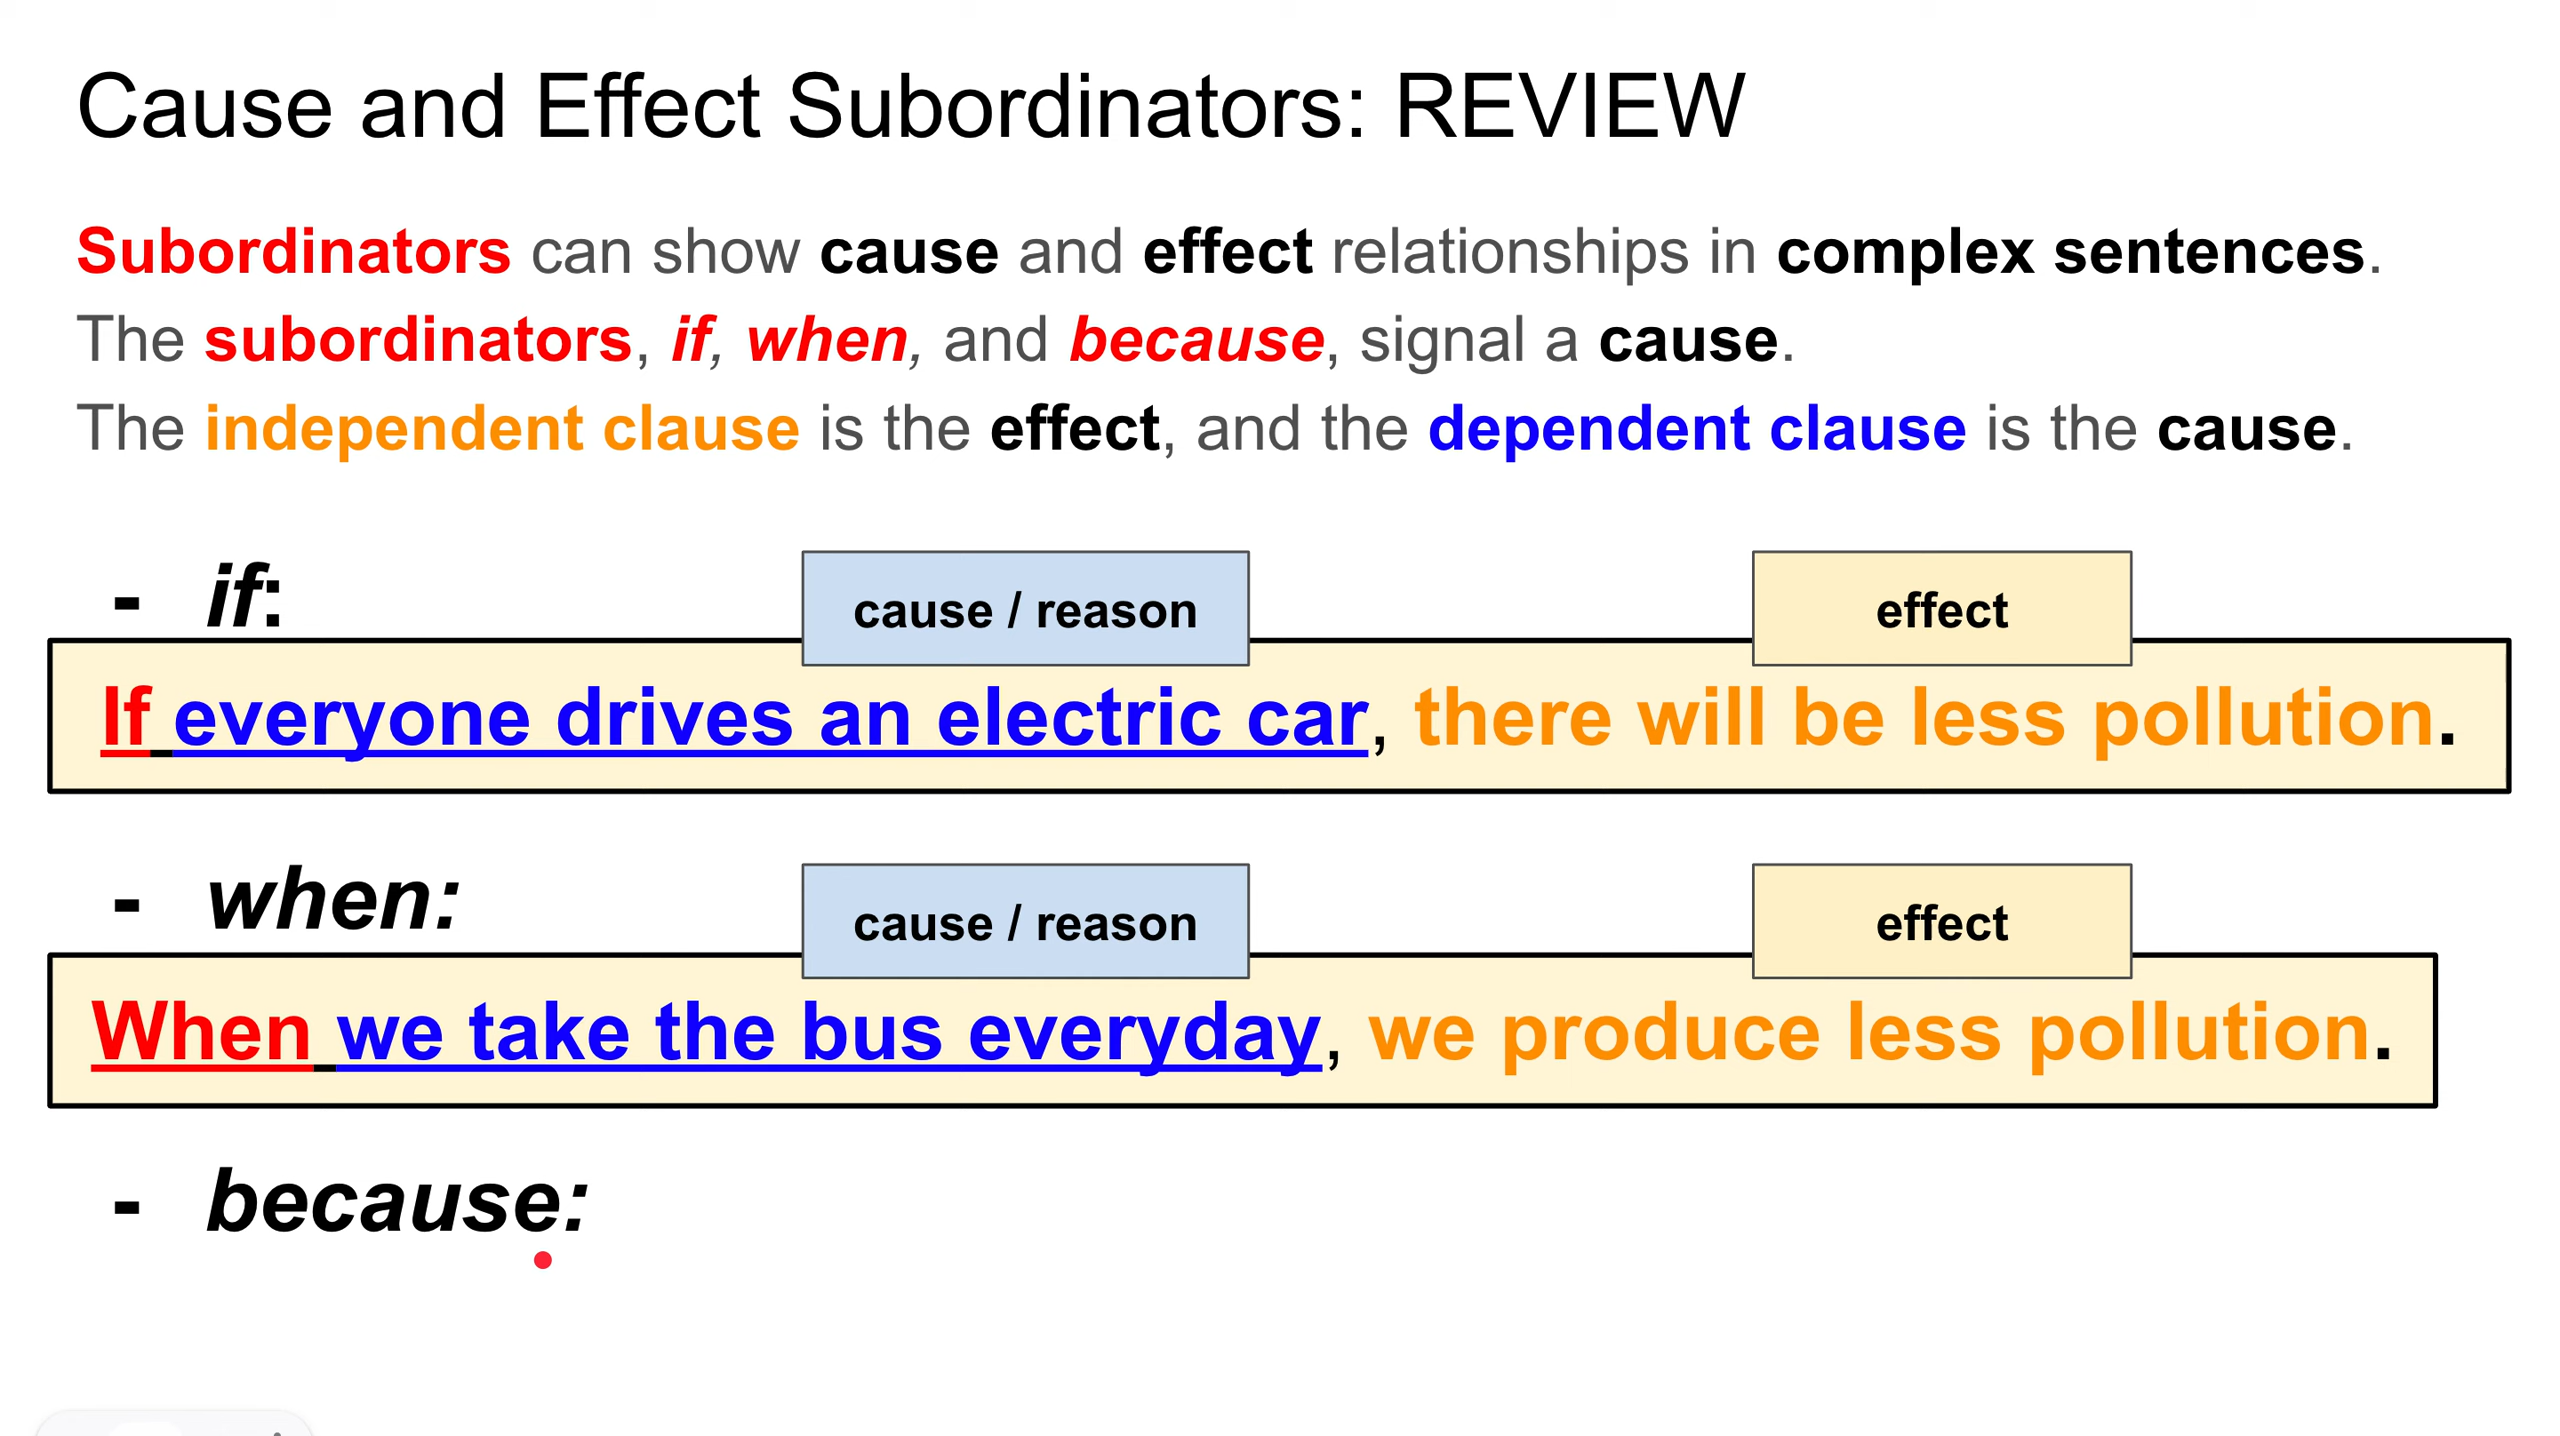 Cause and Effect Subordinators: REVIEW
Subordinators can show cause and effect relationships in complex sentences.
The subordinators, if, when, and because, signal a cause.
The independent clause is the effect, and the dependent clause is the cause.
- if:
cause / reason
effect
If everyone drives an electric car, there will be less pollution.
- when:
cause / reason
effect
When we take the bus everyday, we produce less pollution.
- because: